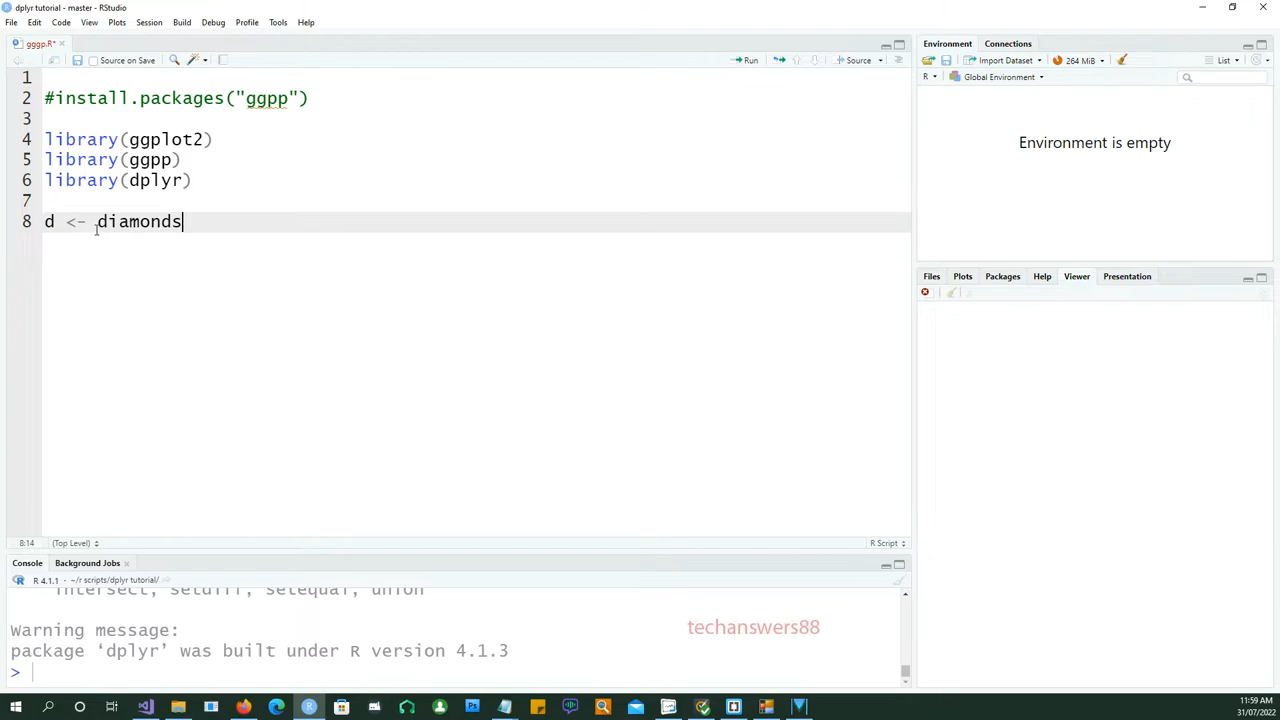 dplyr tutorial - master - RStudio
File Edit Code View Plots Session Build Debug Profile Tools Help
gggp.R*
Source on Save
Run
Source
1
2 #install.packages("ggpp")
3
4 library(ggplot2)
5 library(ggpp)
6 library(dplyr)
7
8 d <- diamonds
8:14 (Top Level) R Script
Console Background Jobs
R 4.1.1 · ~/r scripts/dplyr tutorial/
intersect, setdiff, setequal, union
Warning message:
package ‘dplyr’ was built under R version 4.1.3
>
techanswers88
Environment Connections
Import Dataset 264 MiB List
R Global Environment
Environment is empty
Files Plots Packages Help Viewer Presentation
11:59 AM
31/07/2022